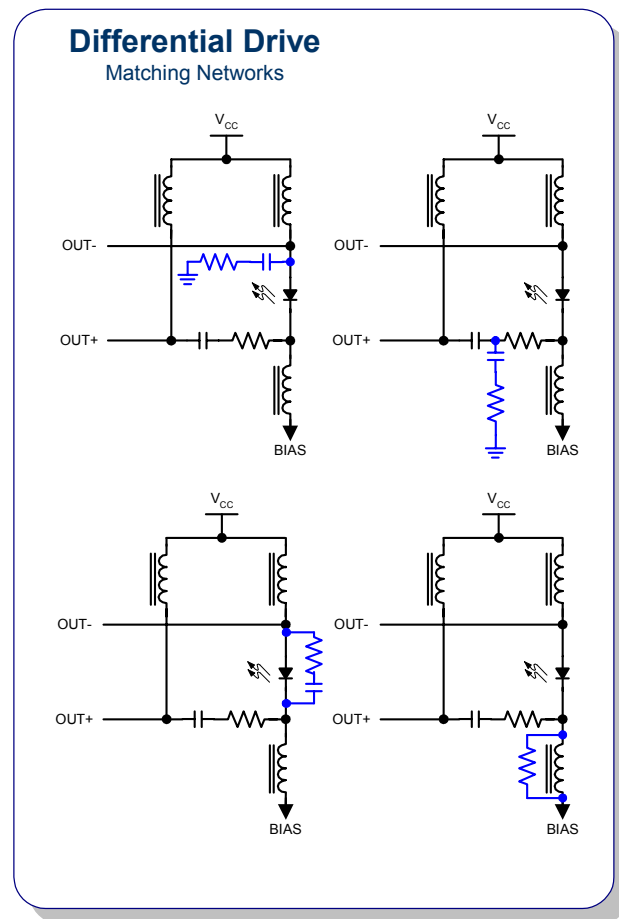 Differential Drive
Matching Networks
VCC
VCC
OUT-
OUT-
OUT+
OUT+
BIAS
BIAS
VCC
VCC
OUT-
OUT-
OUT+
OUT+
BIAS
BIAS